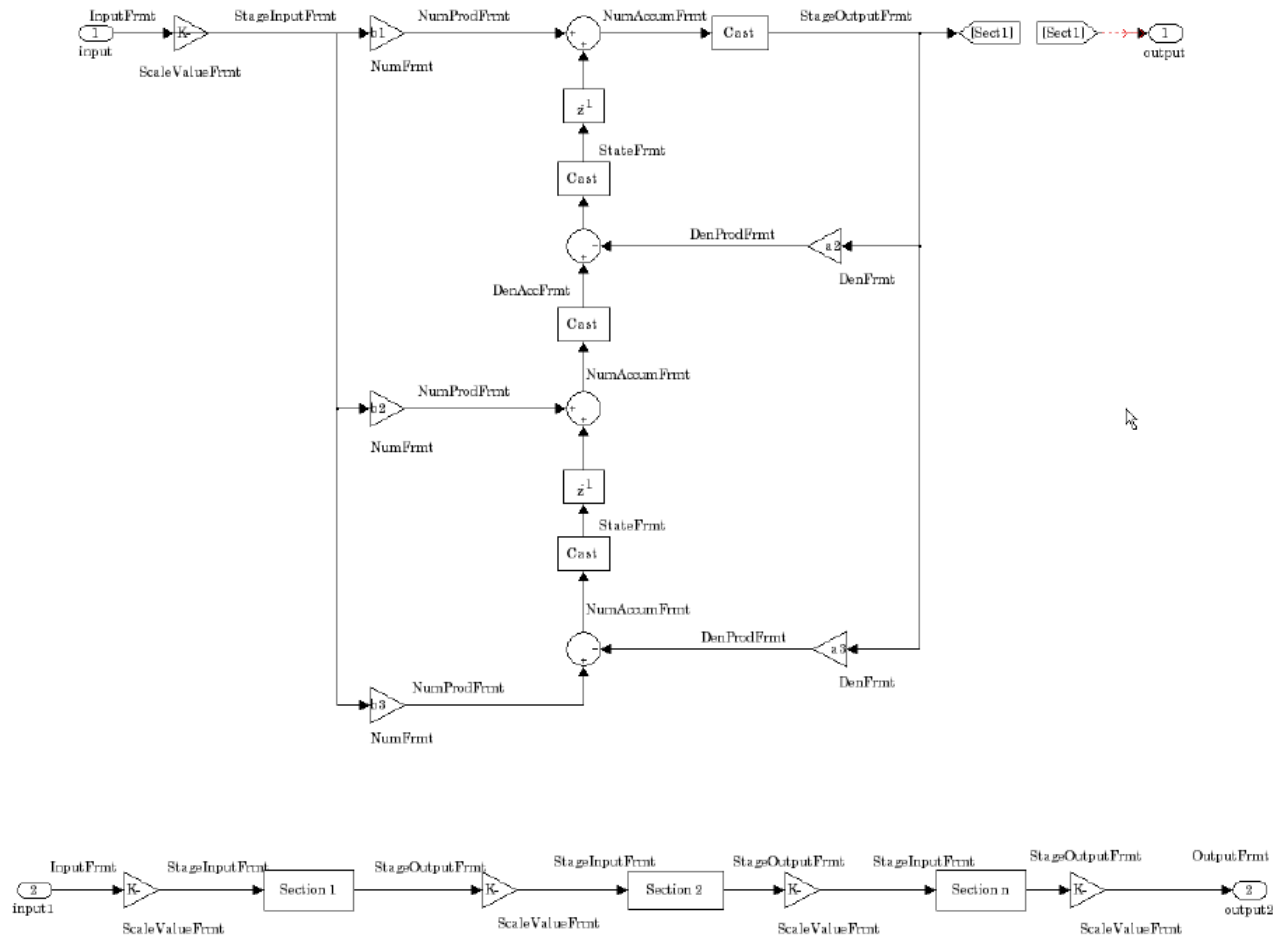 InputFrmt StageInputFrmt NumProdFrmt NumAccumFrmt StageOutputFrmt
1 K- b1 + + Cast [Sect1] [Sect1] 1
input output
ScaleValueFrmt NumFrmt
z-1
StateFrmt
Cast
DenProdFrmt
- + a2
DenFrmt
DenAccFrmt
Cast
NumAccumFrmt
NumProdFrmt
b2 + +
NumFrmt
z-1
StateFrmt
Cast
NumAccumFrmt
DenProdFrmt
- + a3
DenFrmt
NumProdFrmt
b3
NumFrmt
InputFrmt StageInputFrmt StageOutputFrmt StageInputFrmt StageOutputFrmt StageInputFrmt StageOutputFrmt OutputFrmt
2 K- Section 1 K- Section 2 K- Section n K- 2
input1 output2
ScaleValueFrmt ScaleValueFrmt ScaleValueFrmt ScaleValueFrmt